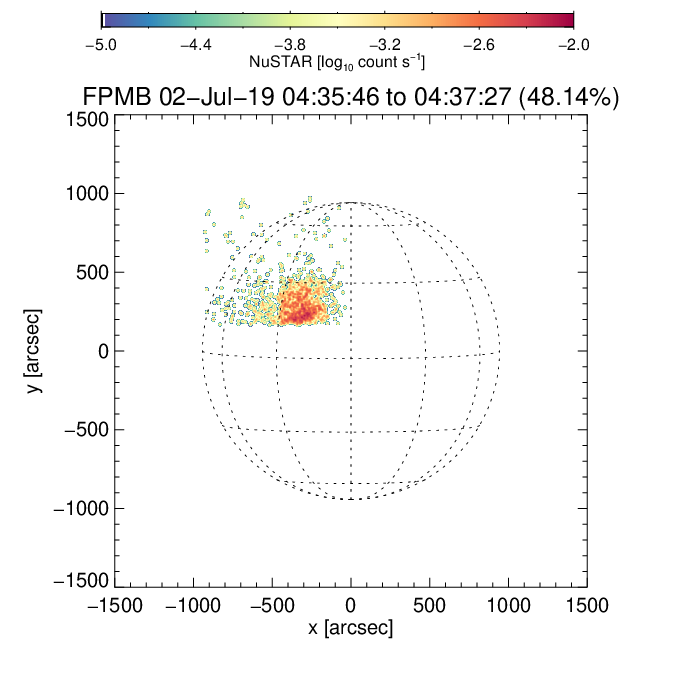 −5.0 −4.4 −3.8 −3.2 −2.6 −2.0
NuSTAR [log₁₀ count s⁻¹]
FPMB 02−Jul−19 04:35:46 to 04:37:27 (48.14%)
1500
1000
500
0
−500
−1000
−1500
y [arcsec]
−1500 −1000 −500 0 500 1000 1500
x [arcsec]